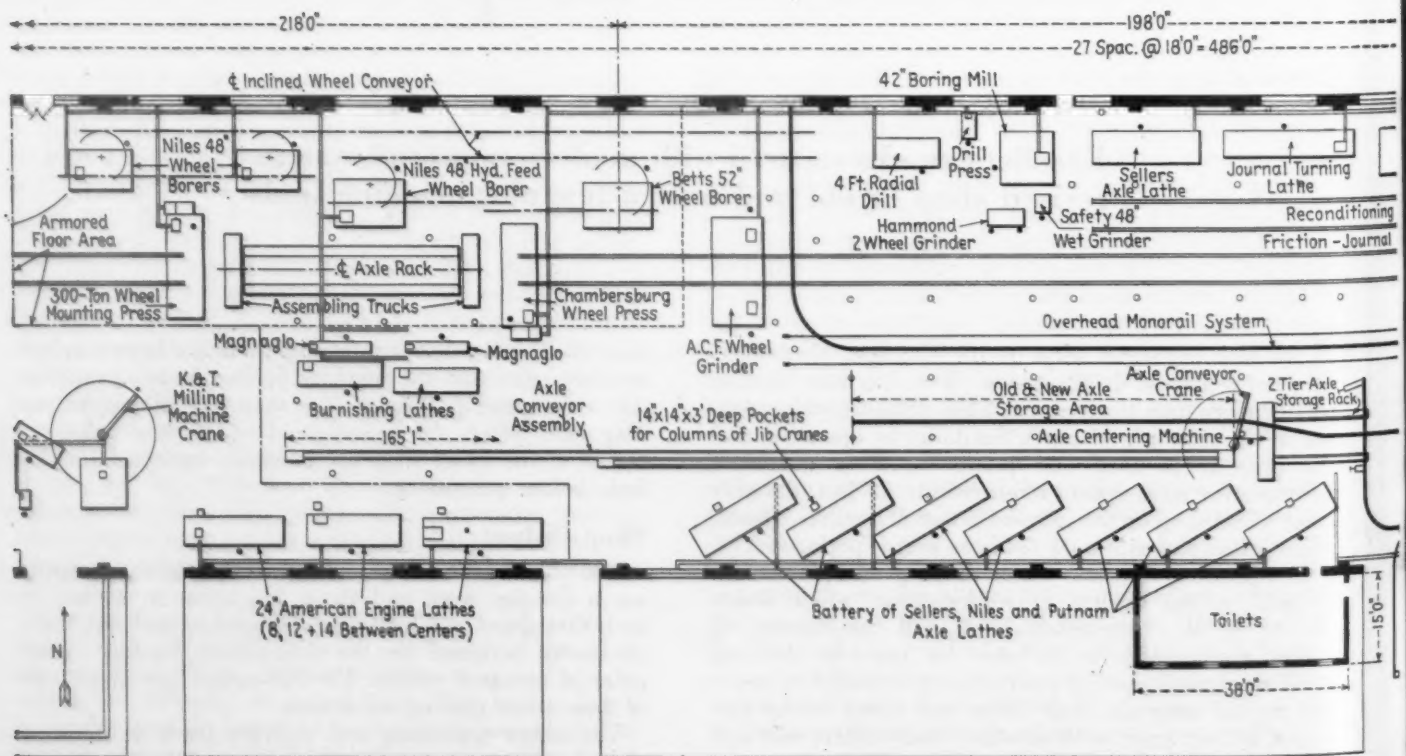 218'0"
198'0"
27 Spac. @ 18'0" = 486'0"
℄ Inclined Wheel Conveyor
42" Boring Mill
Niles 48"
Wheel
Borers
Niles 48" Hyd. Feed
Wheel Borer
Betts 52"
Wheel Borer
4 Ft. Radial
Drill
Drill
Press
Sellers
Axle Lathe
Journal Turning
Lathe
Armored
Floor Area
Hammond
2 Wheel Grinder
Safety 48"
Wet Grinder
Reconditioning
Friction-Journal
℄ Axle Rack
300-Ton Wheel
Mounting Press
Assembling Trucks
Chambersburg
Wheel Press
Overhead Monorail System
Magnaglo
Magnaglo
A.C.F. Wheel
Grinder
K. & T.
Milling
Machine
Crane
Burnishing Lathes
Axle
Conveyor
Assembly
14"x14"x3' Deep Pockets
for Columns of Jib Cranes
Old & New Axle
Storage Area
Axle Conveyor
Crane
2 Tier Axle
Storage Rack
165'1"
Axle Centering Machine
24" American Engine Lathes
(8', 12' + 14' Between Centers)
Battery of Sellers, Niles and Putnam
Axle Lathes
Toilets
15'0"
38'0"
N